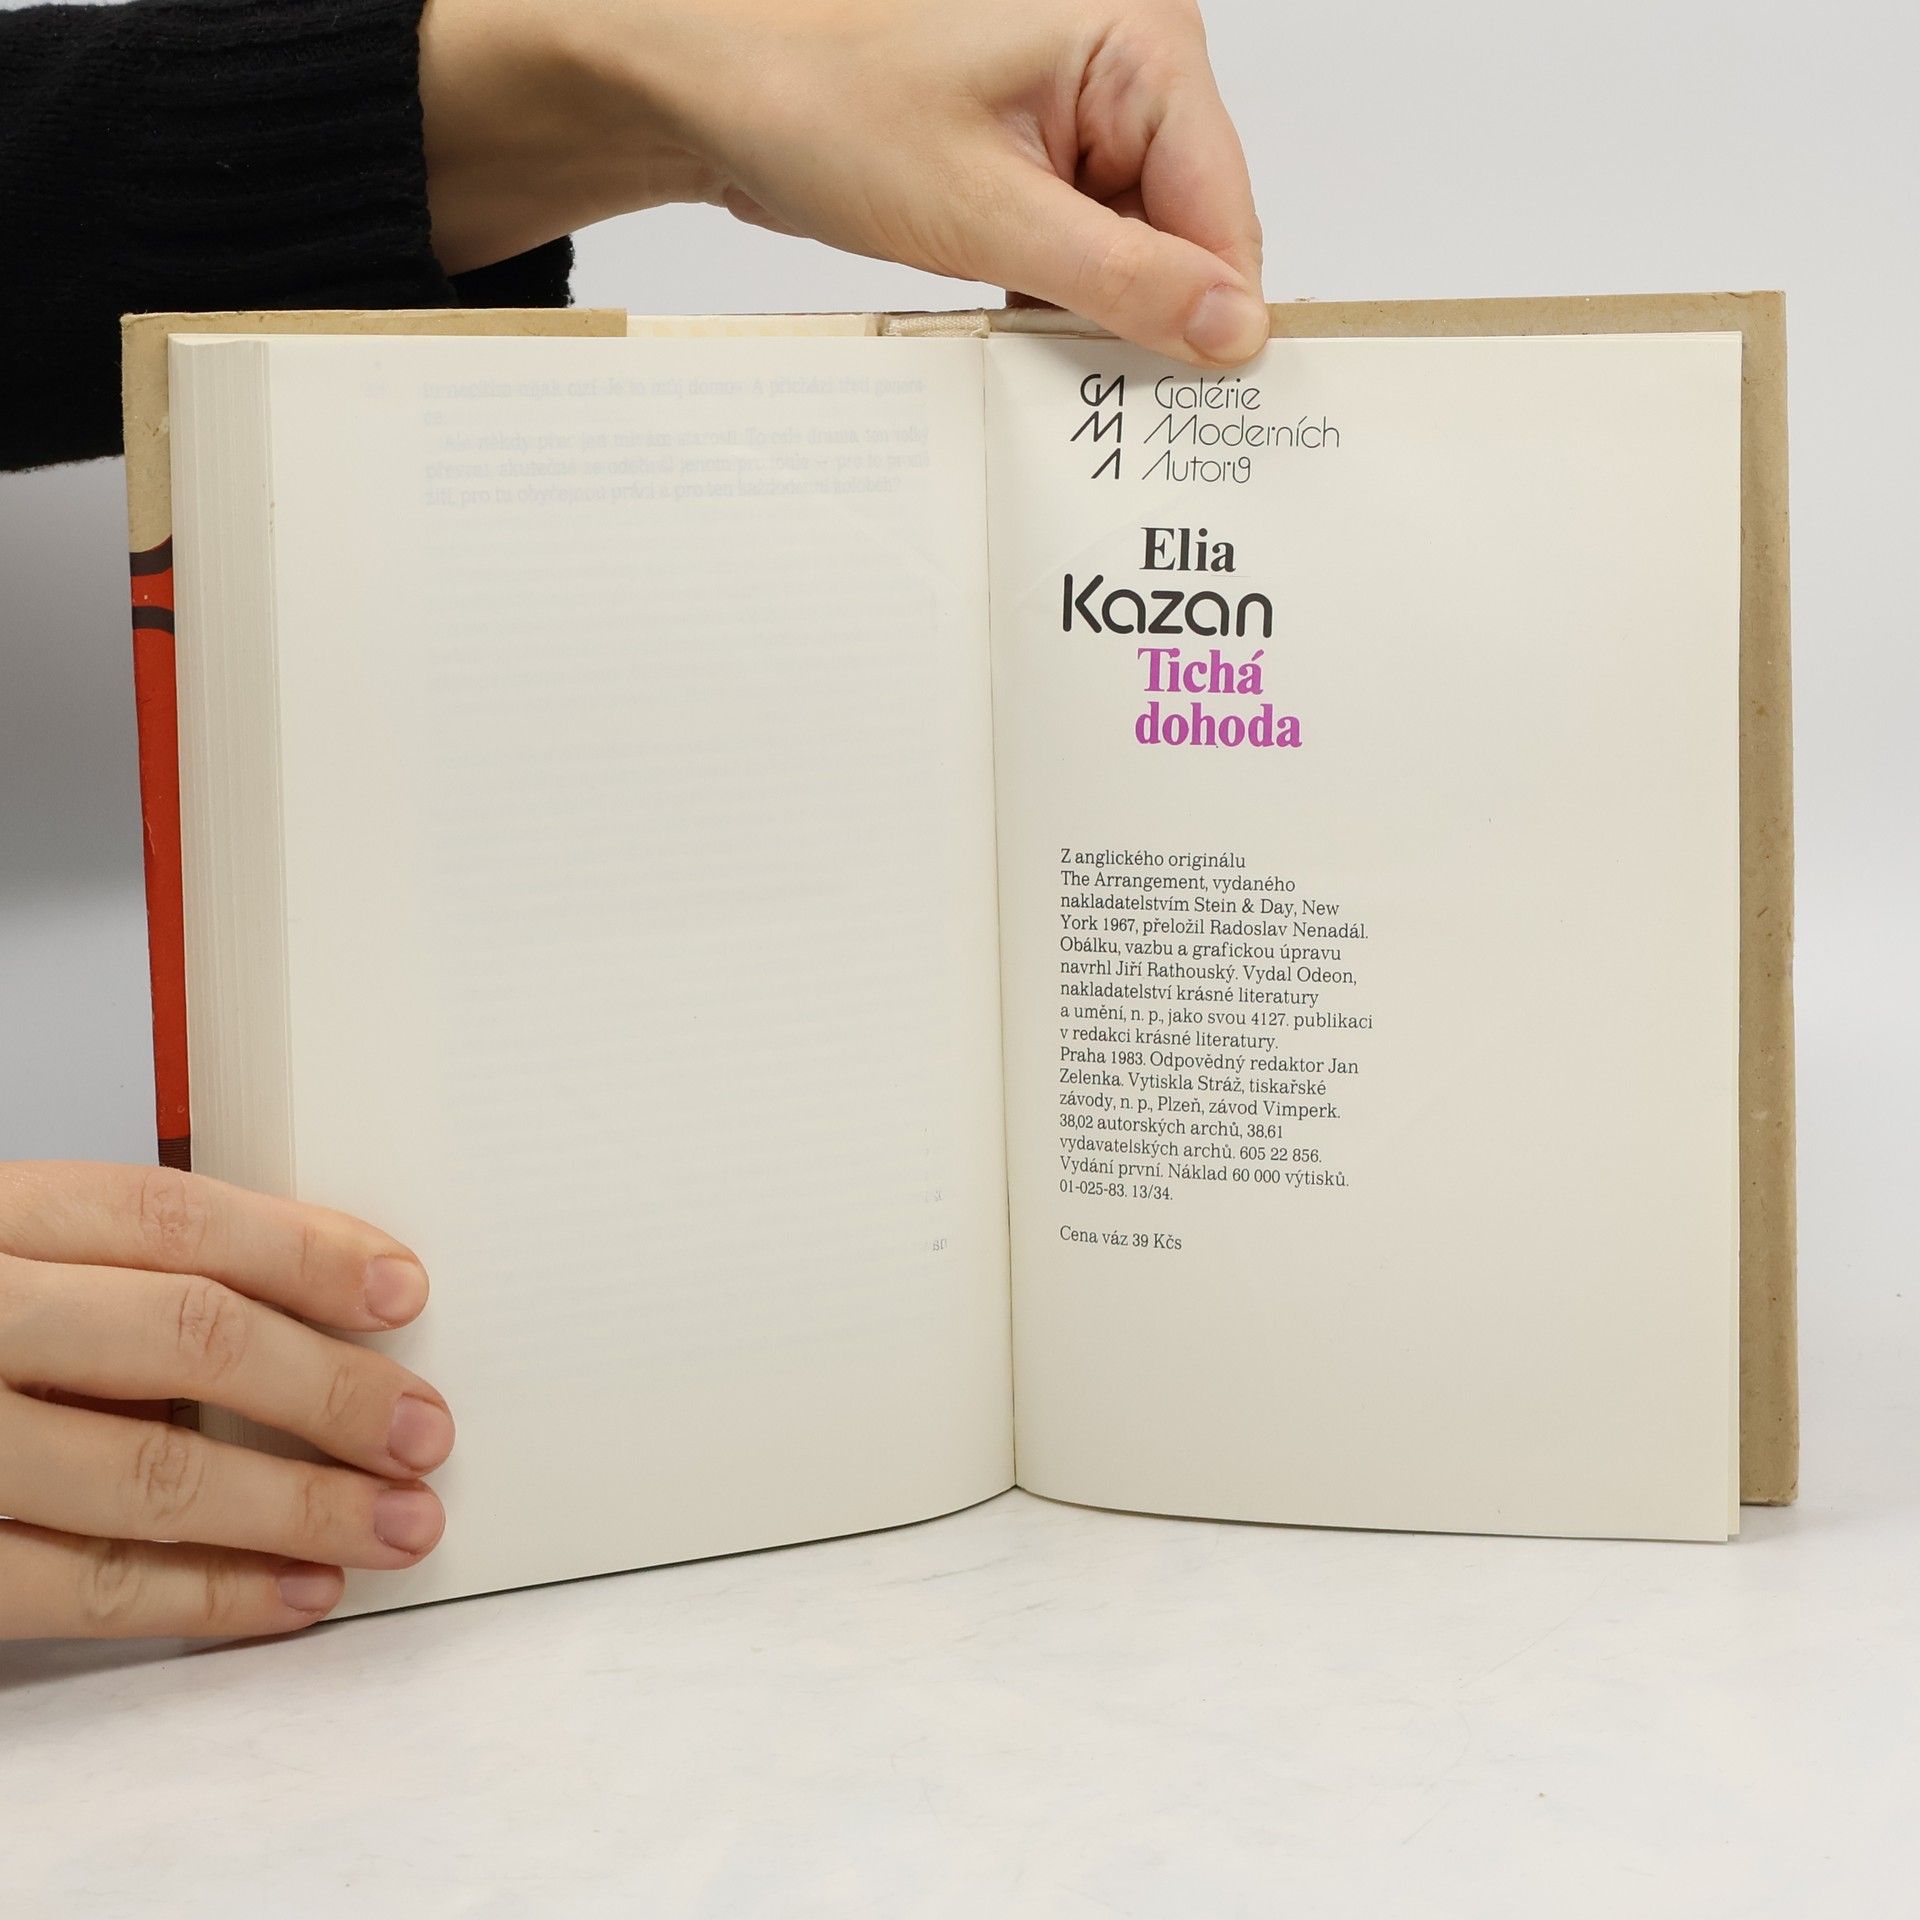 Galérie
Moderních
Autorů
Elia
Kazan
Tichá
dohoda
Z anglického originálu
The Arrangement, vydaného
nakladatelstvím Stein & Day, New
York 1967, přeložil Radoslav Nenadál.
Obálku, vazbu a grafickou úpravu
navrhl Jiří Rathouský. Vydal Odeon,
nakladatelství krásné literatury
a umění, n. p., jako svou 4127. publikaci
v redakci krásné literatury.
Praha 1983. Odpovědný redaktor Jan
Zelenka. Vytiskla Stráž, tiskařské
závody, n. p., Plzeň, závod Vimperk.
38,02 autorských archů, 38,61
vydavatelských archů. 605 22 856.
Vydání první. Náklad 60 000 výtisků.
01-025-83. 13/34.
Cena váz 39 Kčs